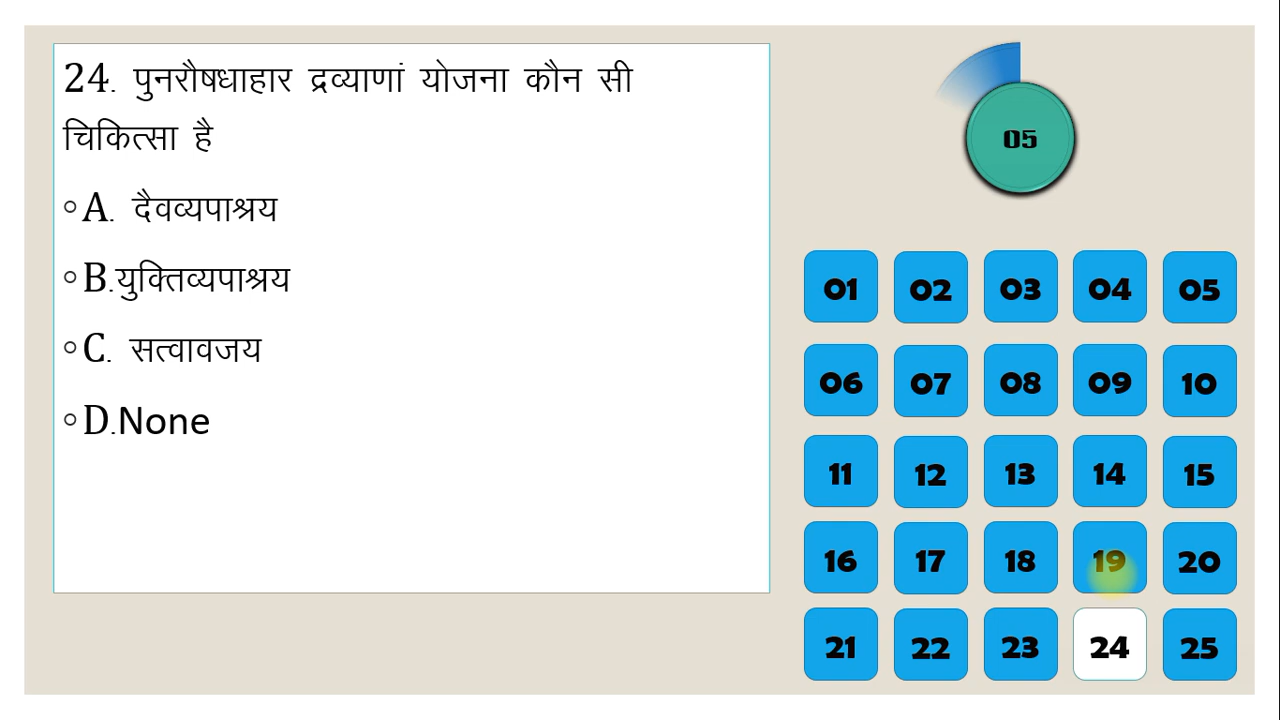 24. पुनरौषधाहार द्रव्याणां योजना कौन सी
चिकित्सा है
A. दैवव्यपाश्रय
B.युक्तिव्यपाश्रय
C. सत्वावजय
D.None
05
01 02 03 04 05
06 07 08 09 10
11 12 13 14 15
16 17 18 19 20
21 22 23 24 25